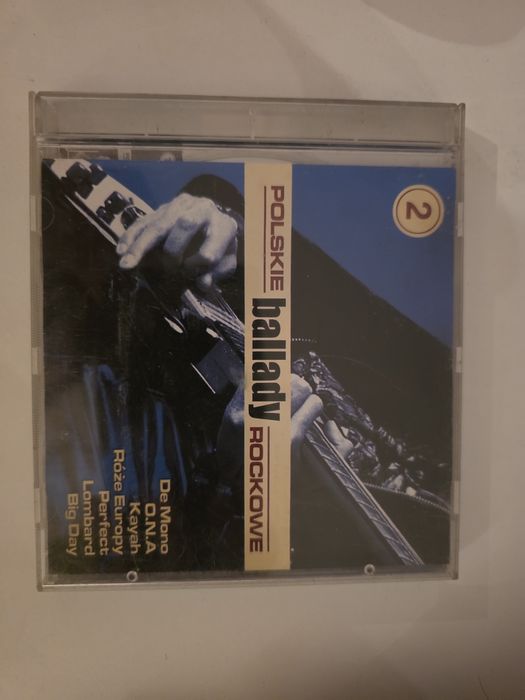 2
POLSKIE ballady ROCKOWE
De Mono
O.N.A
Kayah
Róże Europy
Perfect
Lombard
Big Day